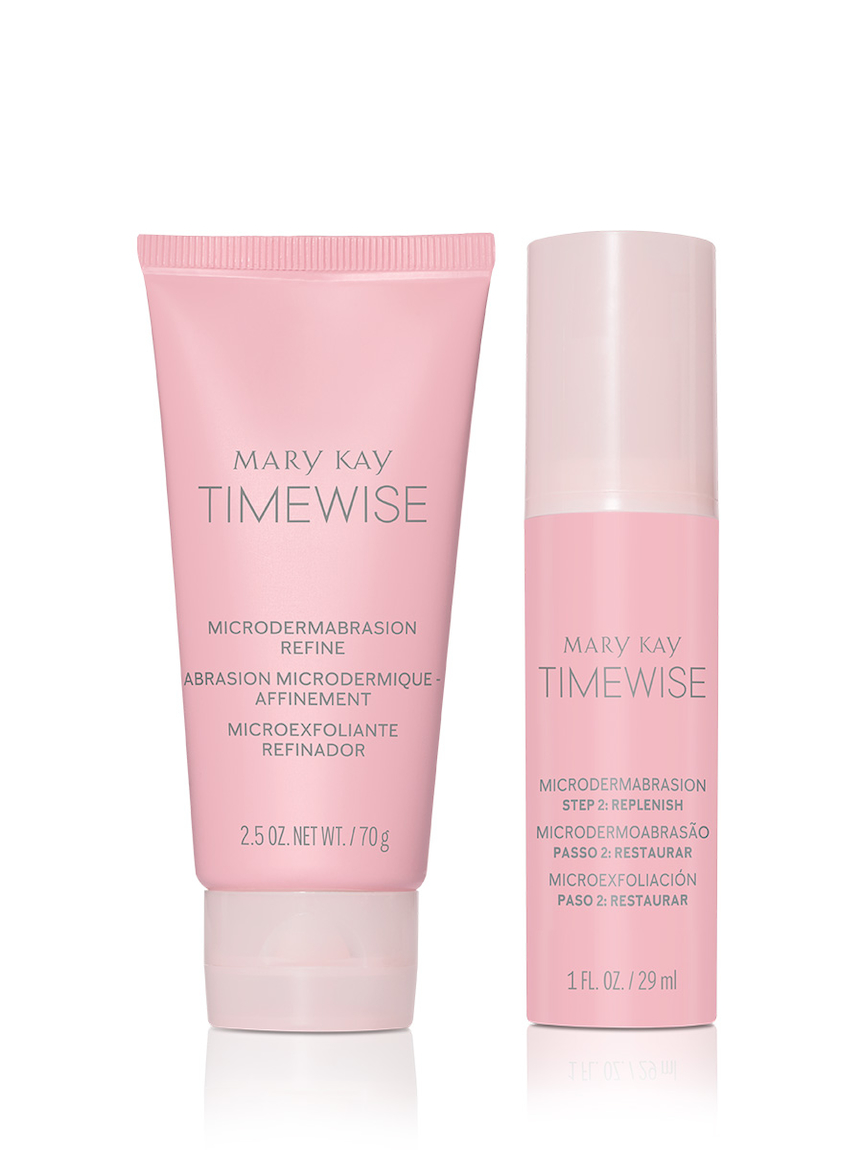 MARY KAY
TIMEWISE
MICRODERMABRASION
REFINE
ABRASION MICRODERMIQUE -
AFFINEMENT
MICROEXFOLIANTE
REFINADOR
2.5 OZ. NET WT. / 70 g
MARY KAY
TIMEWISE
MICRODERMABRASION
STEP 2: REPLENISH
MICRODERMOABRASÃO
PASSO 2: RESTAURAR
MICROEXFOLIACIÓN
PASO 2: RESTAURAR
1 FL. OZ. / 29 ml